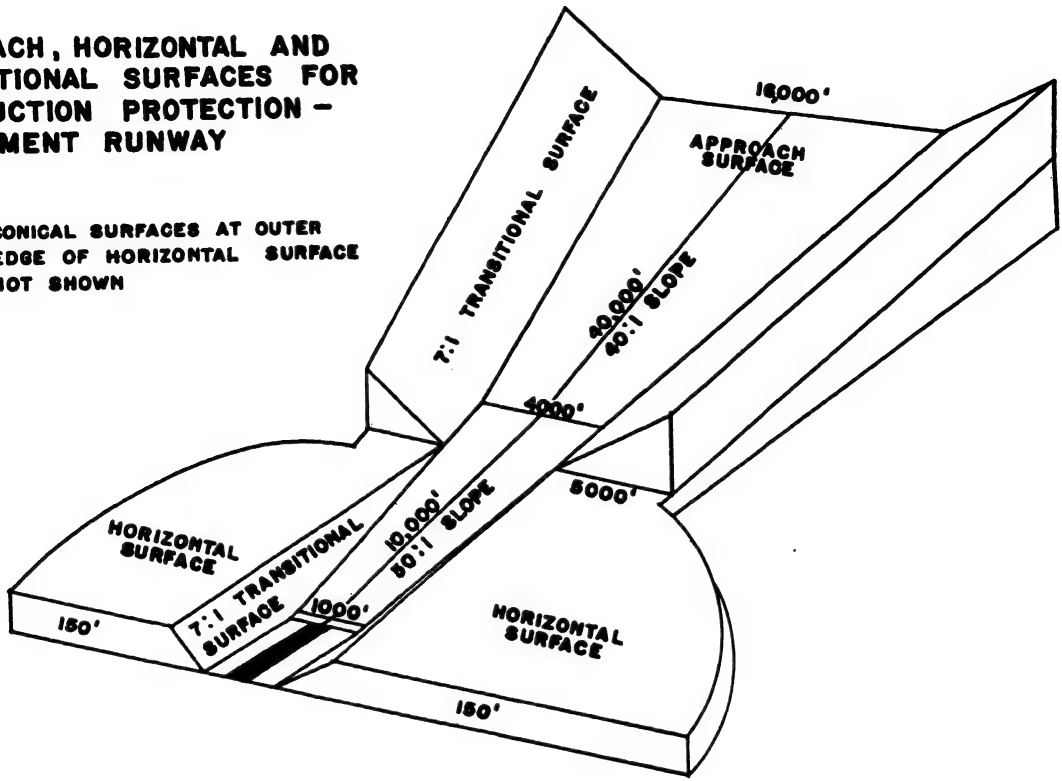 ACH, HORIZONTAL AND
TIONAL SURFACES FOR
UCTION PROTECTION –
MENT RUNWAY
CONICAL SURFACES AT OUTER
EDGE OF HORIZONTAL SURFACE
NOT SHOWN
16,000'
APPROACH
SURFACE
7:1 TRANSITIONAL SURFACE
40,000'
40:1 SLOPE
4000'
5000'
10,000'
50:1 SLOPE
HORIZONTAL
SURFACE
7:1 TRANSITIONAL
SURFACE
1000'
HORIZONTAL
SURFACE
150'
150'